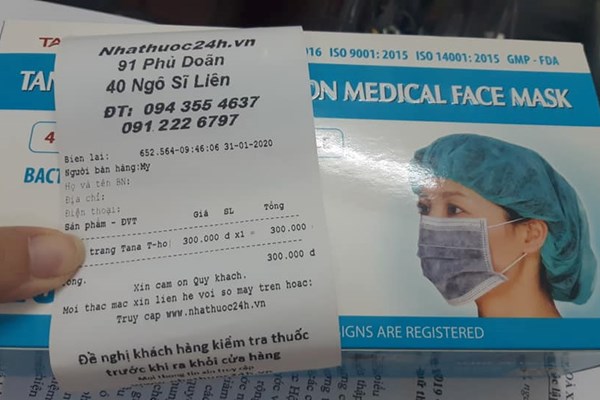 Nhathuoc24h.vn
91 Phủ Doãn
40 Ngô Sĩ Liên
ĐT: 094 355 4637
091 222 6797
Bien lai: 652.564-09:46:06 31-01-2020
Người bán hàng:My
Họ và tên BN:
Địa chỉ:
Điện thoại:
Sản phẩm - ĐVT Giá SL Tổng
trang Tana T-ho 300.000 đ x1 300.000
300.000 đ
Xin cam on Quy khach.
Moi thac mac xin lien he voi so may tren hoac:
Truy cap www.nhathuoc24h.vn
Đề nghị khách hàng kiểm tra thuốc
trước khi ra khỏi cửa hàng
TA
016 ISO 9001: 2015 ISO 14001: 2015 GMP - FDA
TAN ON MEDICAL FACE MASK
4
BACT
SIGNS ARE REGISTERED